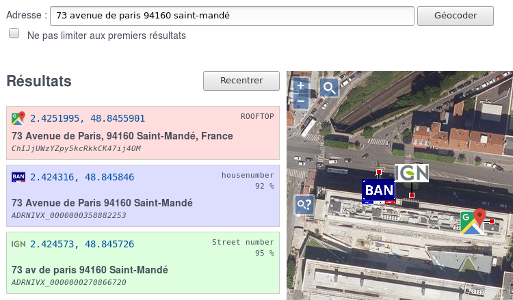 Adresse : 73 avenue de paris 94160 saint-mandé Géocoder
Ne pas limiter aux premiers résultats
Résultats Recentrer
2.4251995, 48.8455901 ROOFTOP
73 Avenue de Paris, 94160 Saint-Mandé, France
ChIJjUWzYZpy5kcRkkCK47ij4OM
BAN 2.424316, 48.845846 housenumber
92 %
73 Avenue de Paris 94160 Saint-Mandé
ADRNIVX_0000000358882253
IGN 2.424573, 48.845726 Street number
95 %
73 av de paris 94160 Saint-Mandé
ADRNIVX_0000000270866720
+
−
?
IGN
BAN
G